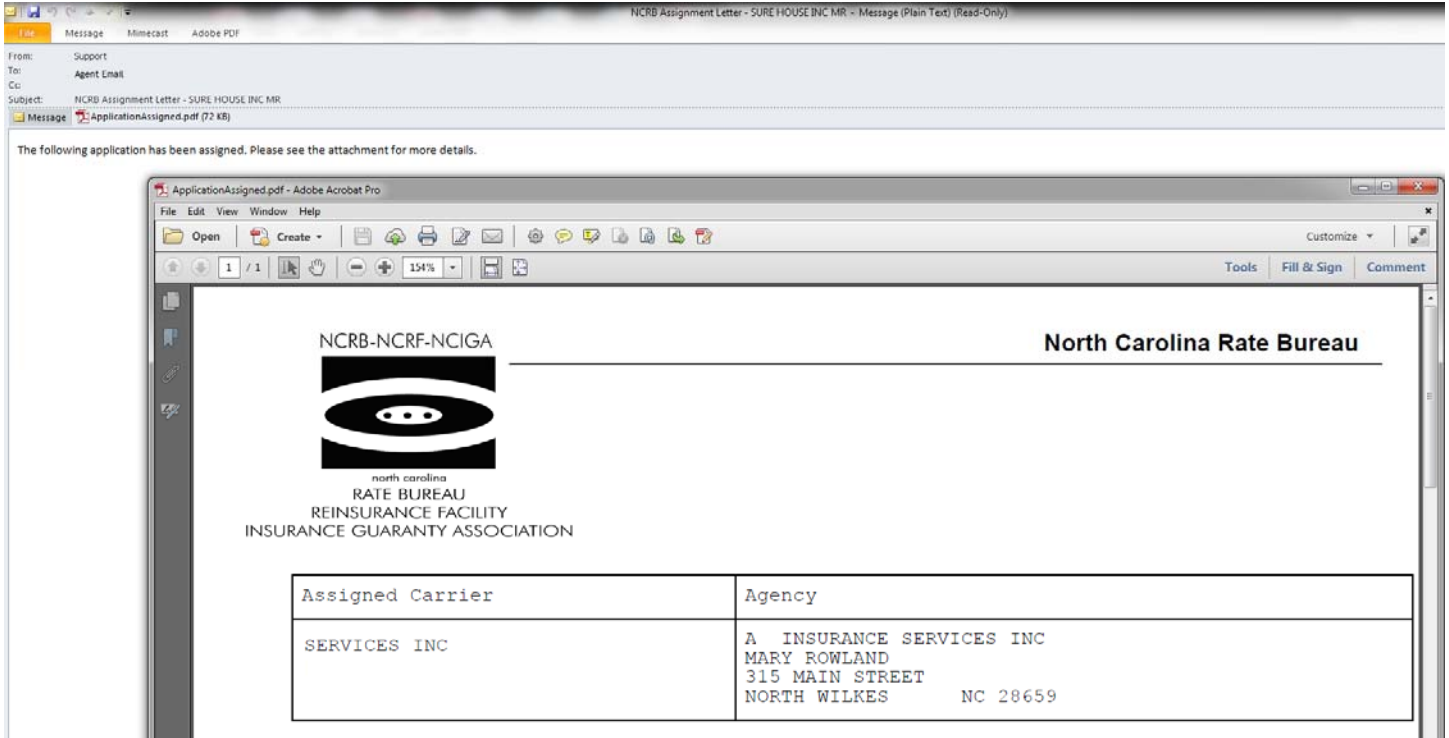 NCRB Assignment Letter - SURE HOUSE INC MR - Message (Plain Text) (Read-Only)
File Message Mimecast Adobe PDF
From: Support
To: Agent Email
Cc:
Subject: NCRB Assignment Letter - SURE HOUSE INC MR
Message ApplicationAssigned.pdf (72 KB)
The following application has been assigned. Please see the attachment for more details.
ApplicationAssigned.pdf - Adobe Acrobat Pro
File Edit View Window Help
Open Create Customize
1 / 1 154% Tools Fill & Sign Comment
NCRB-NCRF-NCIGA
North Carolina Rate Bureau
north carolina
RATE BUREAU
REINSURANCE FACILITY
INSURANCE GUARANTY ASSOCIATION
Assigned Carrier Agency
SERVICES INC
A INSURANCE SERVICES INC
MARY ROWLAND
315 MAIN STREET
NORTH WILKES NC 28659